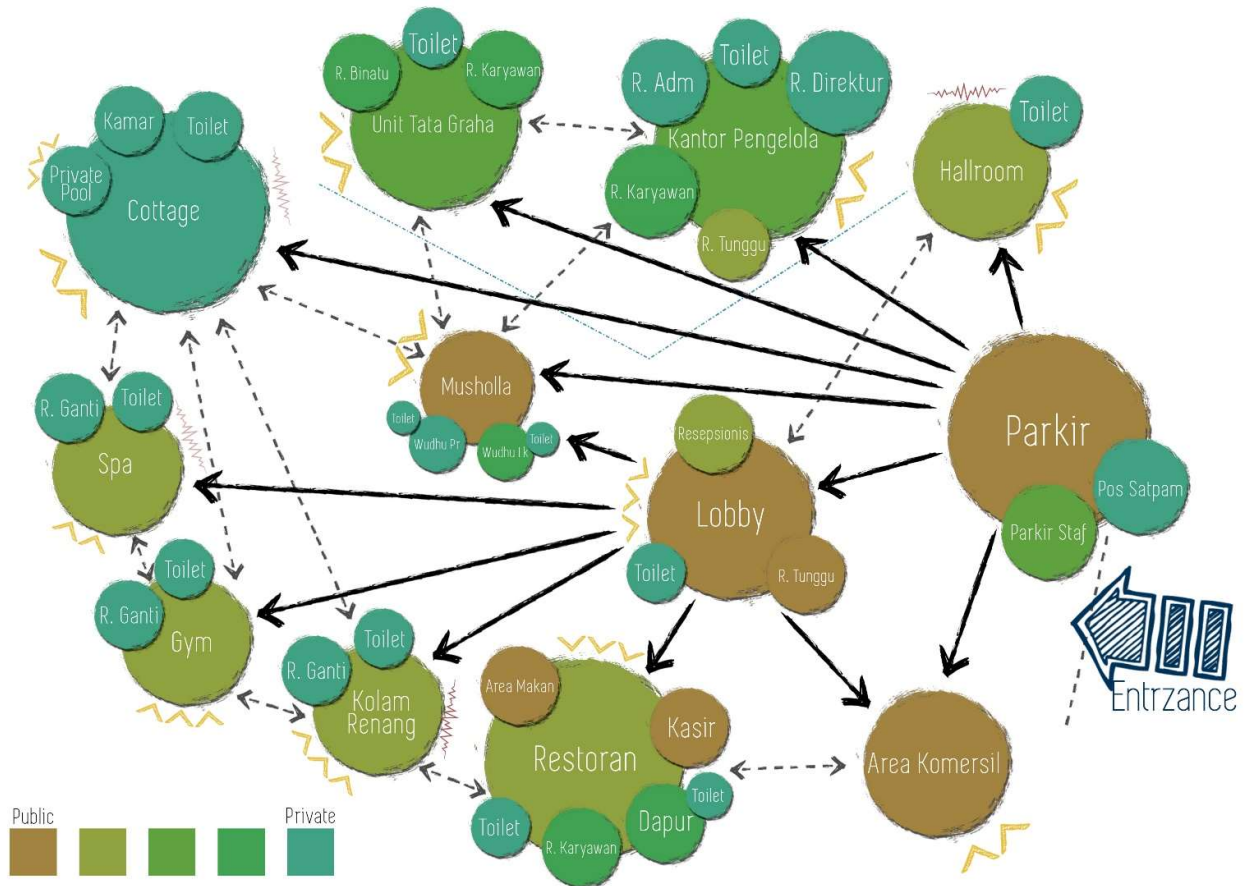 Toilet
R. Binatu
R. Karyawan
Unit Tata Graha
Toilet
R. Adm
R. Direktur
Kantor Pengelola
R. Karyawan
R. Tunggu
Toilet
Hallroom
Kamar
Toilet
Private
Pool
Cottage
Musholla
Toilet
Wudhu Pr
Wudhu Lk
Toilet
Parkir
Pos Satpam
Parkir Staf
Resepsionis
Lobby
Toilet
R. Tunggu
R. Ganti
Toilet
Spa
Toilet
R. Ganti
Gym
Toilet
R. Ganti
Kolam
Renang
Area Makan
Kasir
Restoran
Toilet
Toilet
R. Karyawan
Dapur
Area Komersil
Entrzance
Public
Private